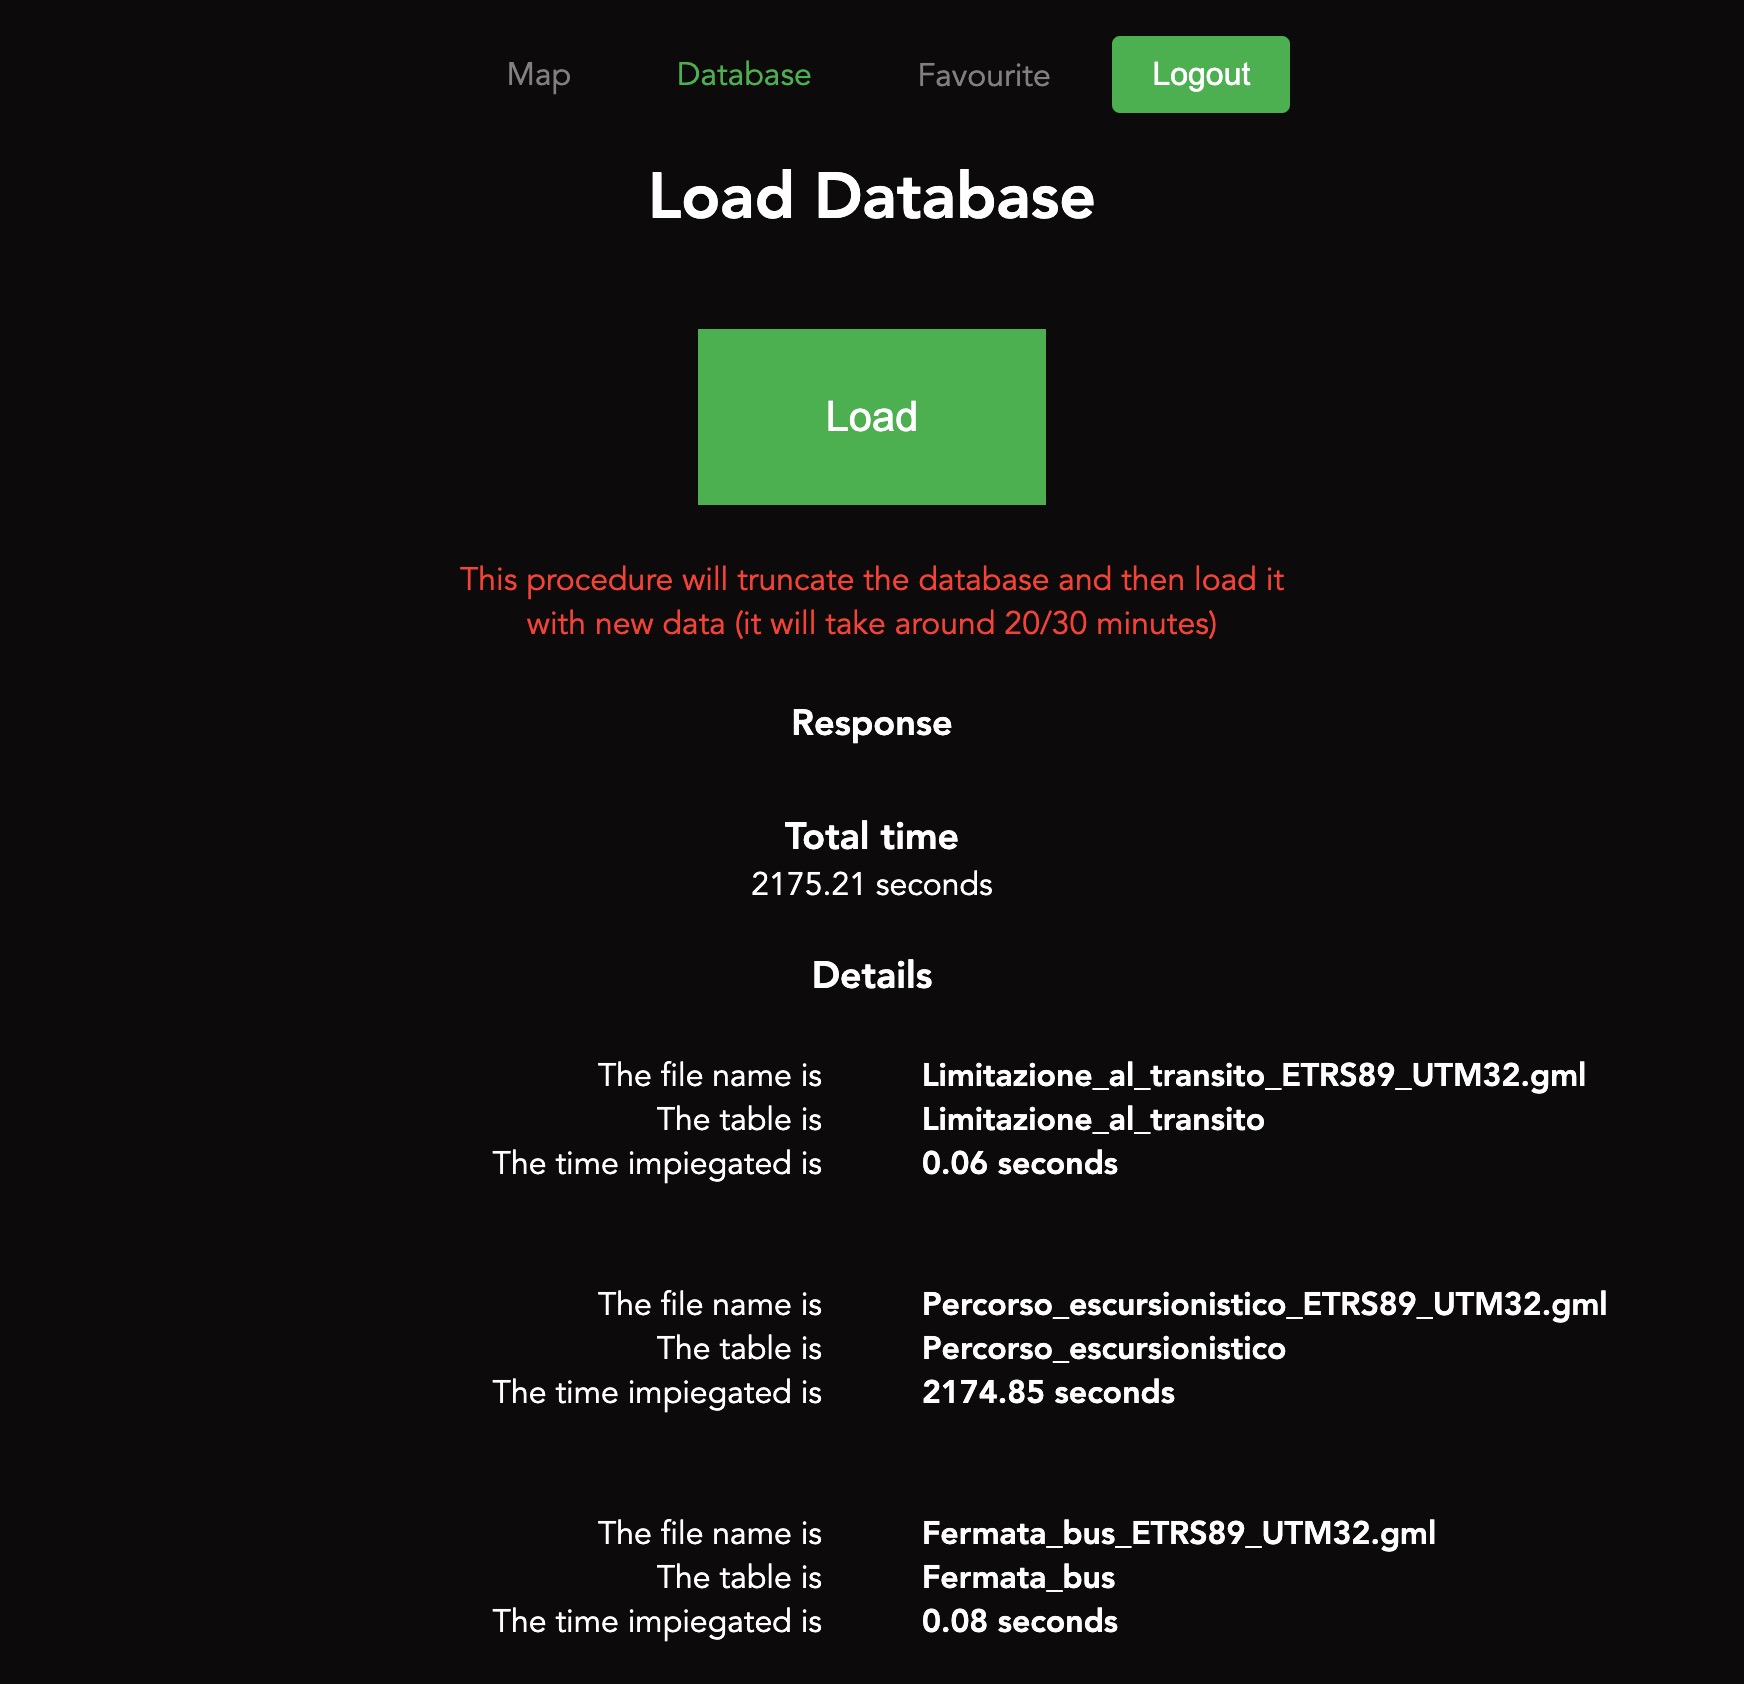 Map Database Favourite Logout
Load Database
Load
This procedure will truncate the database and then load it
with new data (it will take around 20/30 minutes)
Response
Total time
2175.21 seconds
Details
The file name is Limitazione_al_transito_ETRS89_UTM32.gml
The table is Limitazione_al_transito
The time impiegated is 0.06 seconds
The file name is Percorso_escursionistico_ETRS89_UTM32.gml
The table is Percorso_escursionistico
The time impiegated is 2174.85 seconds
The file name is Fermata_bus_ETRS89_UTM32.gml
The table is Fermata_bus
The time impiegated is 0.08 seconds